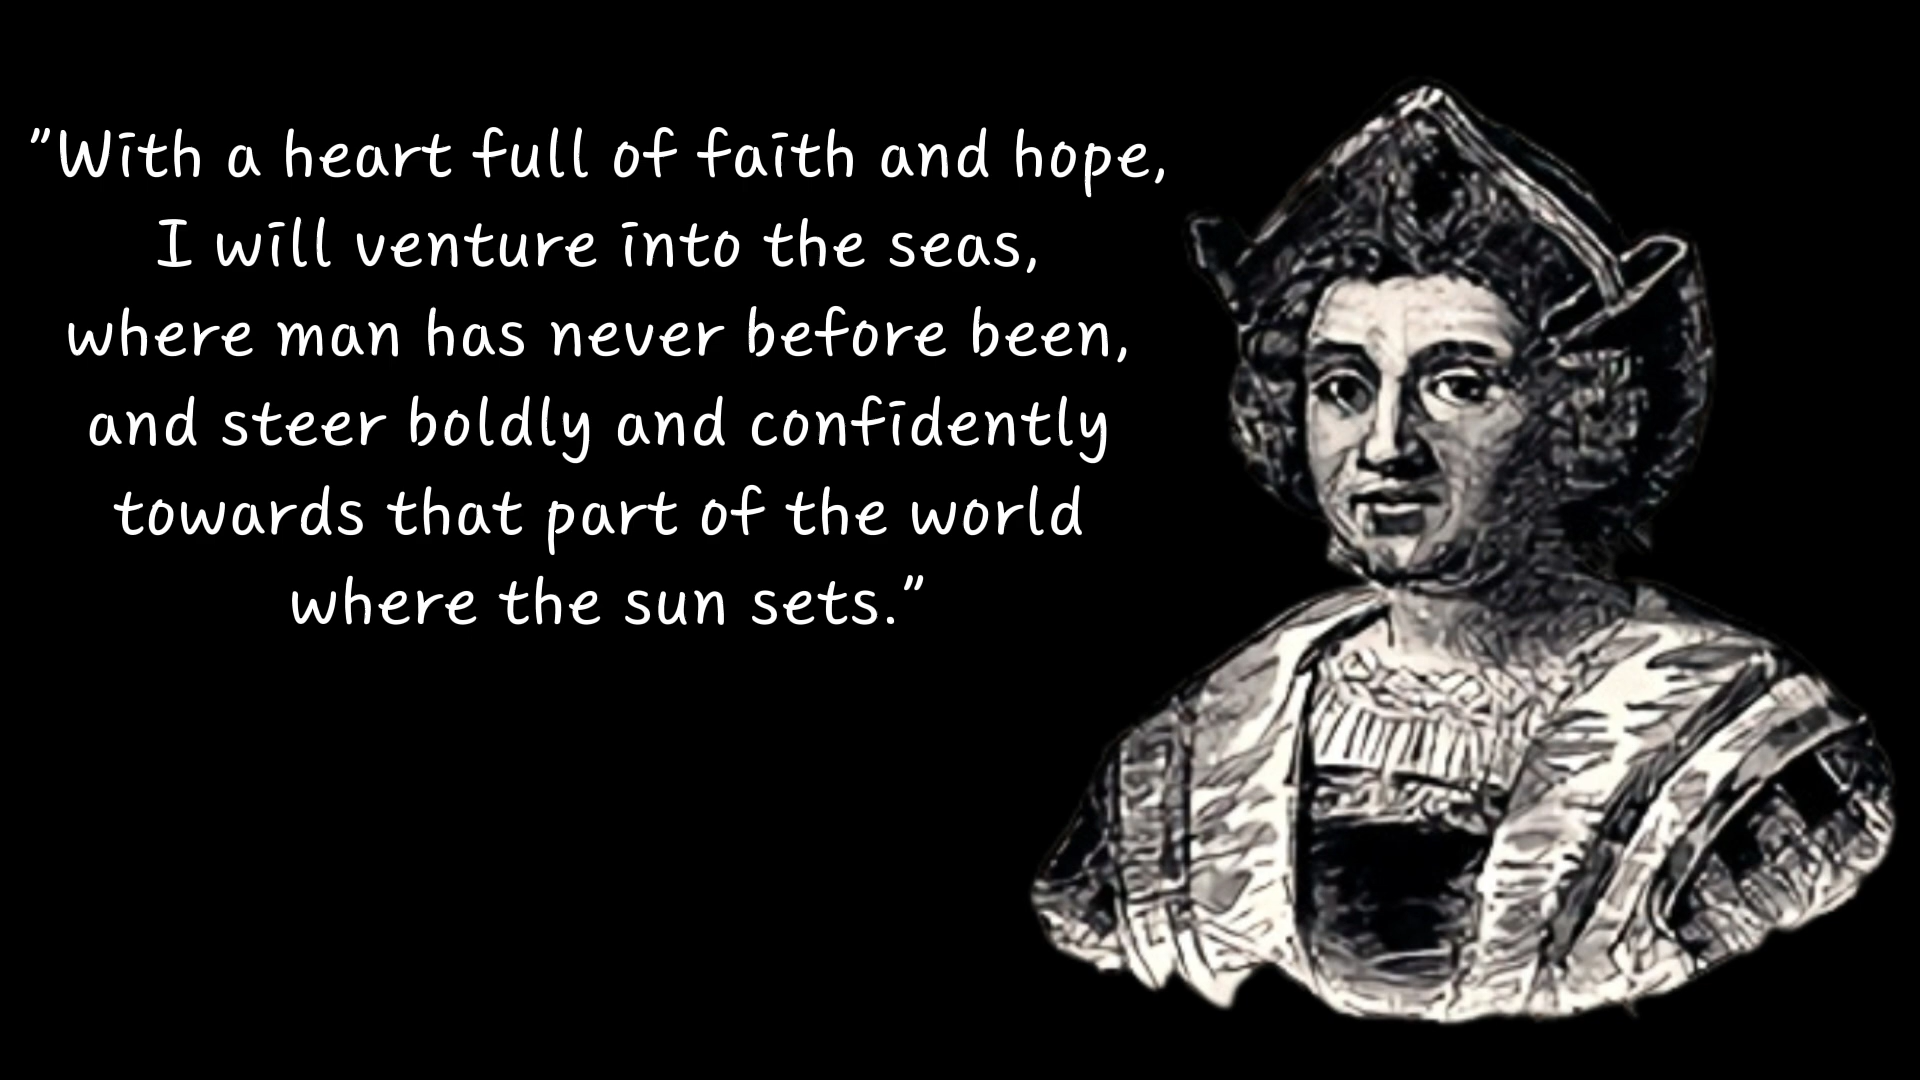 "With a heart full of faith and hope,
I will venture into the seas,
where man has never before been,
and steer boldly and confidently
towards that part of the world
where the sun sets."